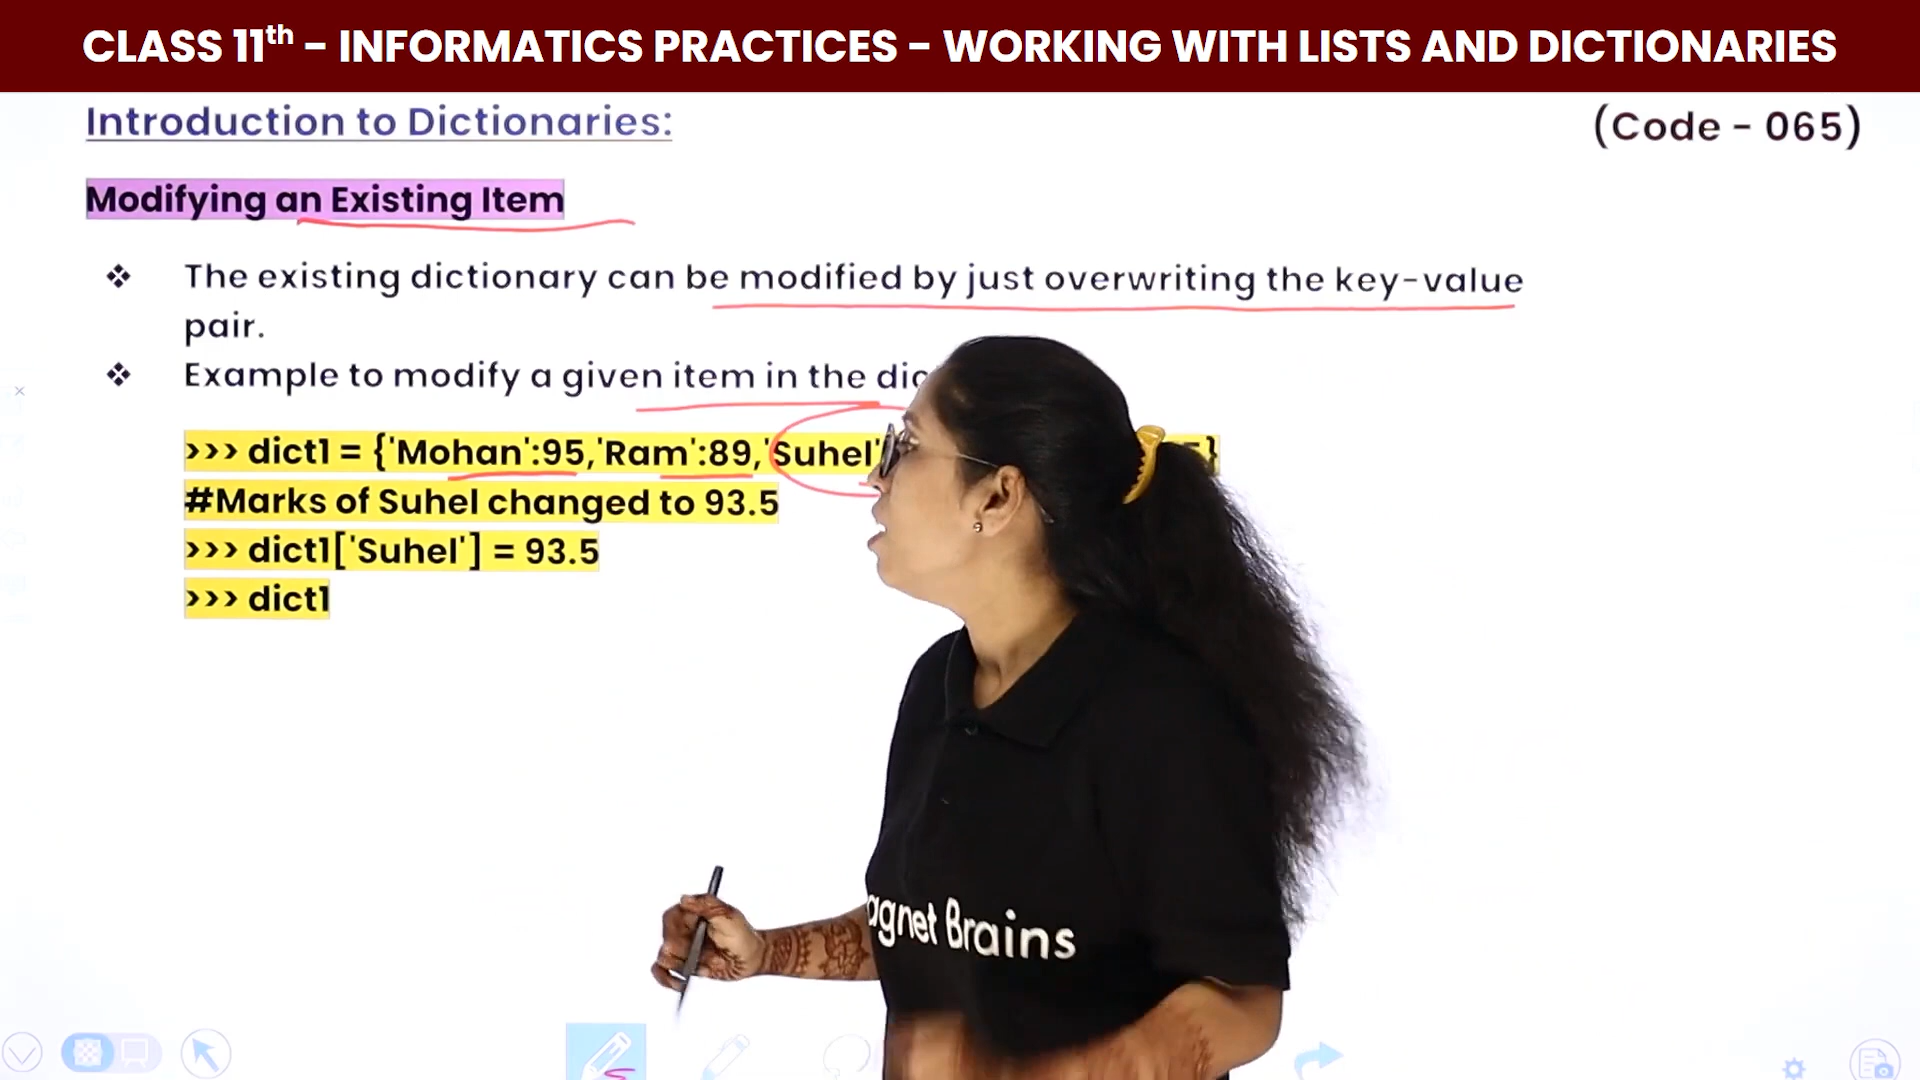 CLASS 11th – INFORMATICS PRACTICES – WORKING WITH LISTS AND DICTIONARIES
Introduction to Dictionaries:
(Code - 065)
Modifying an Existing Item
❖ The existing dictionary can be modified by just overwriting the key-value
pair.
❖ Example to modify a given item in the
>>> dict1 = {'Mohan':95,'Ram':89,'Suhel'
#Marks of Suhel changed to 93.5
>>> dict1['Suhel'] = 93.5
>>> dict1
Brains